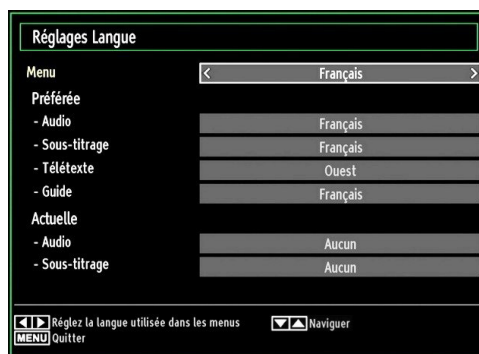 Réglages Langue
Menu < Français >
Préférée
- Audio Français
- Sous-titrage Français
- Télétexte Ouest
- Guide Français
Actuelle
- Audio Aucun
- Sous-titrage Aucun
Réglez la langue utilisée dans les menus Naviguer
MENU Quitter